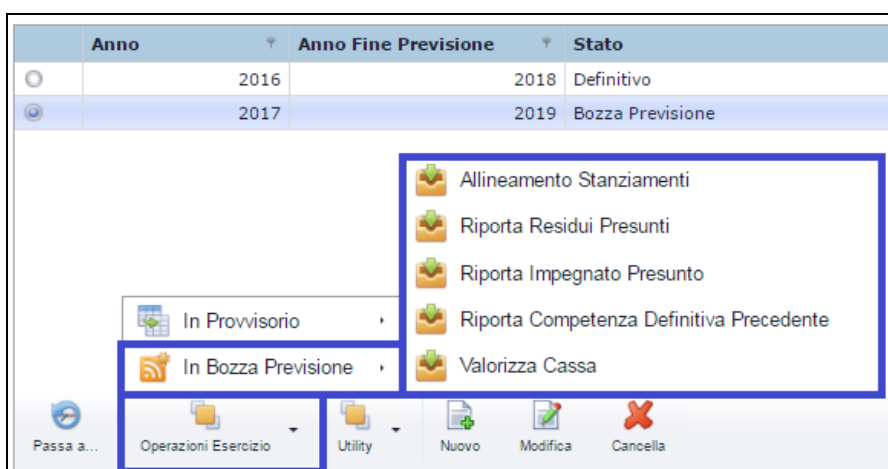 Anno Anno Fine Previsione Stato
2016 2018 Definitivo
2017 2019 Bozza Previsione
Allineamento Stanziamenti
Riporta Residui Presunti
Riporta Impegnato Presunto
In Provvisorio Riporta Competenza Definitiva Precedente
In Bozza Previsione Valorizza Cassa
Passa a... Operazioni Esercizio Utility Nuovo Modifica Cancella